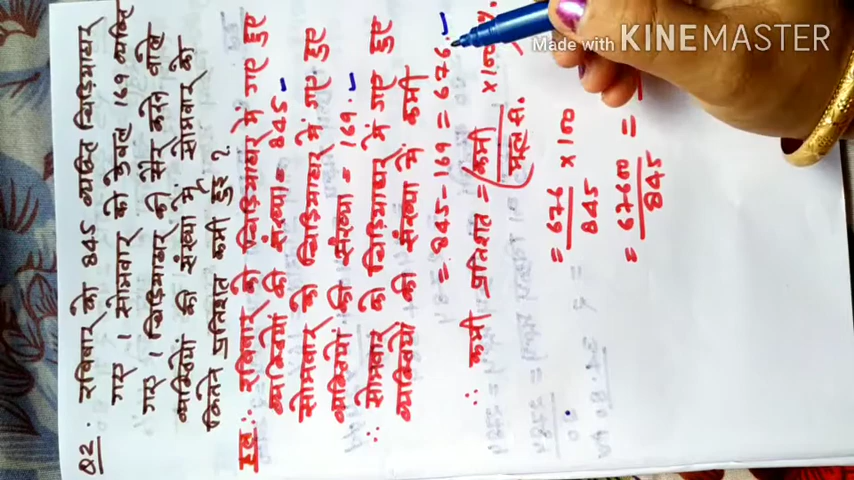 Q2. रविवार को 845 व्यक्ति चिड़ियाघर
गए। सोमवार को केवल 169 व्यक्ति
गए। चिड़ियाघर की सैर करने वाले
व्यक्तियों की संख्या में सोमवार को
कितने प्रतिशत कमी हुई?
हल:. रविवार को चिड़ियाघर में गए हुए
व्यक्तियों की संख्या = 845
सोमवार को चिड़ियाघर में गए हुए
व्यक्तियों की संख्या = 169.
∴ सोमवार को चिड़ियाघर में गए हुए
व्यक्तियों की संख्या में कमी
= 845-169 = 676.
∴ कमी प्रतिशत = (कमी / मूल सं. × 100
= 676 / 845 × 100
= 67600 / 845 =
Made with KINEMASTER